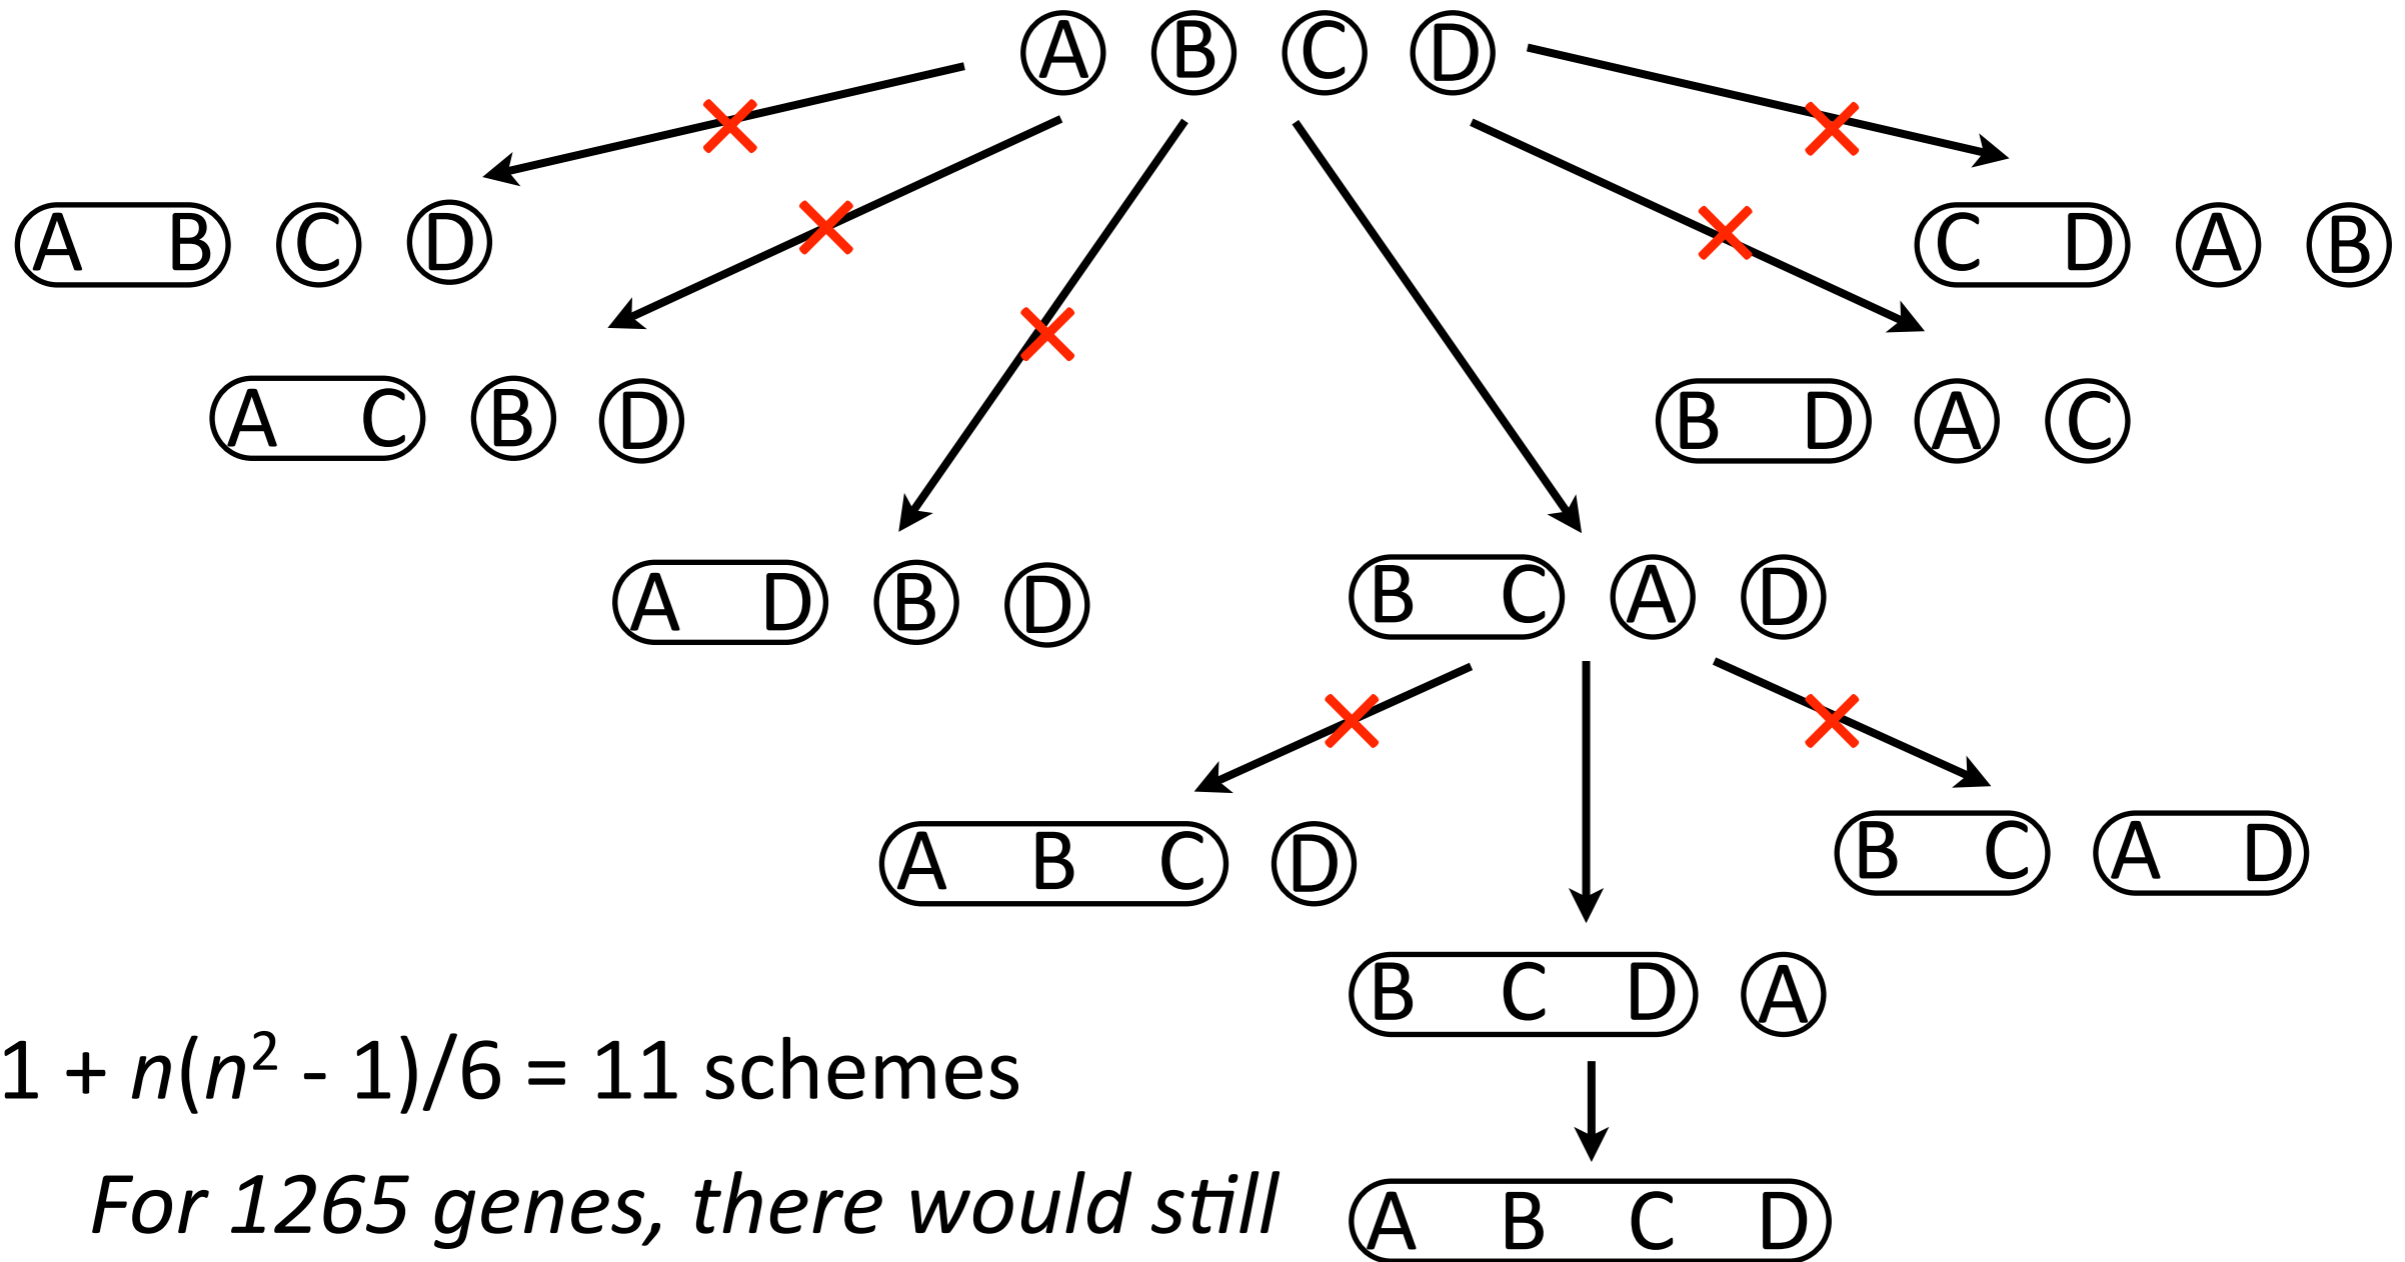 A B C D
A B C D
C D A B
A C B D
B D A C
A D B D
B C A D
A B C D
B C A D
B C D A
1 + n(n² - 1)/6 = 11 schemes
For 1265 genes, there would still
A B C D